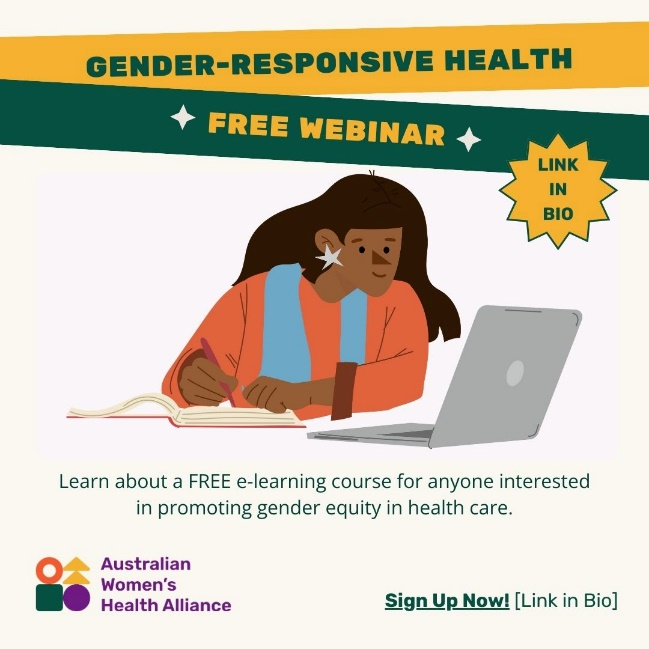 GENDER-RESPONSIVE HEALTH
FREE WEBINAR
LINK
IN
BIO
Learn about a FREE e-learning course for anyone interested
in promoting gender equity in health care.
Australian
Women's
Health Alliance
Sign Up Now! [Link in Bio]